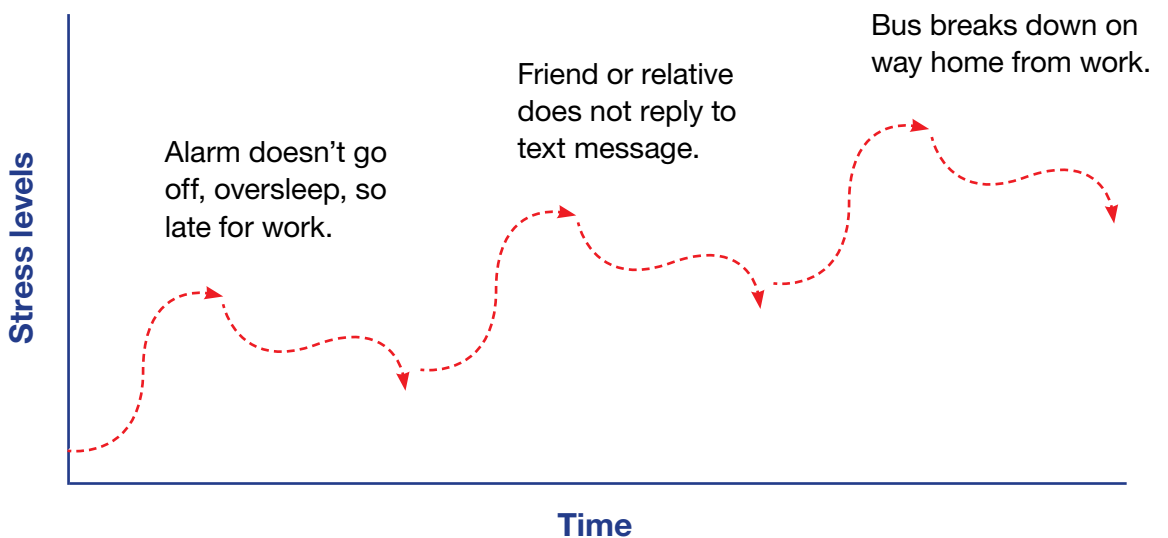 Bus breaks down on
way home from work.
Friend or relative
does not reply to
text message.
Alarm doesn't go
off, oversleep, so
late for work.
Stress levels
Time